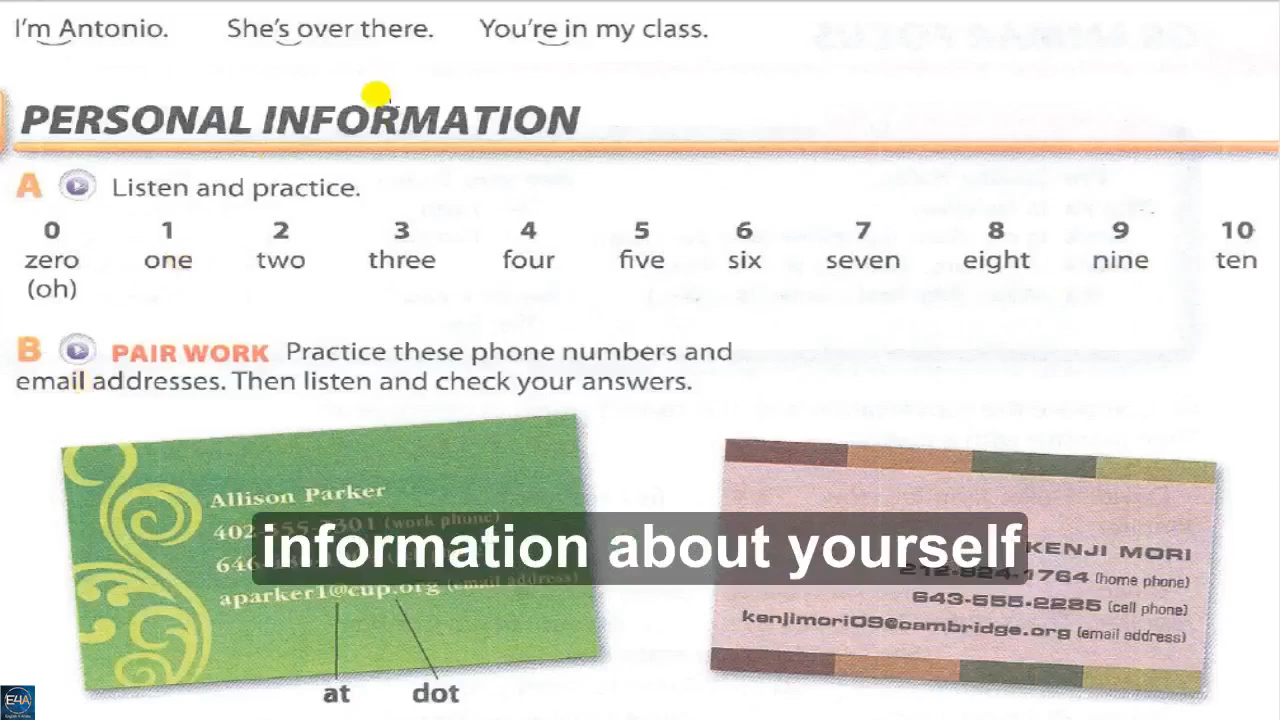 I'm Antonio. She's over there. You're in my class.
PERSONAL INFORMATION
A Listen and practice.
0 1 2 3 4 5 6 7 8 9 10
zero one two three four five six seven eight nine ten
(oh)
B PAIR WORK Practice these phone numbers and
email addresses. Then listen and check your answers.
Allison Parker
(work phone)
aparker1@cup.org (email address)
at dot
information about yourself
KENJI MORI
(home phone)
643-555-2285 (cell phone)
kenjimori09@cambridge.org (email address)
E4A